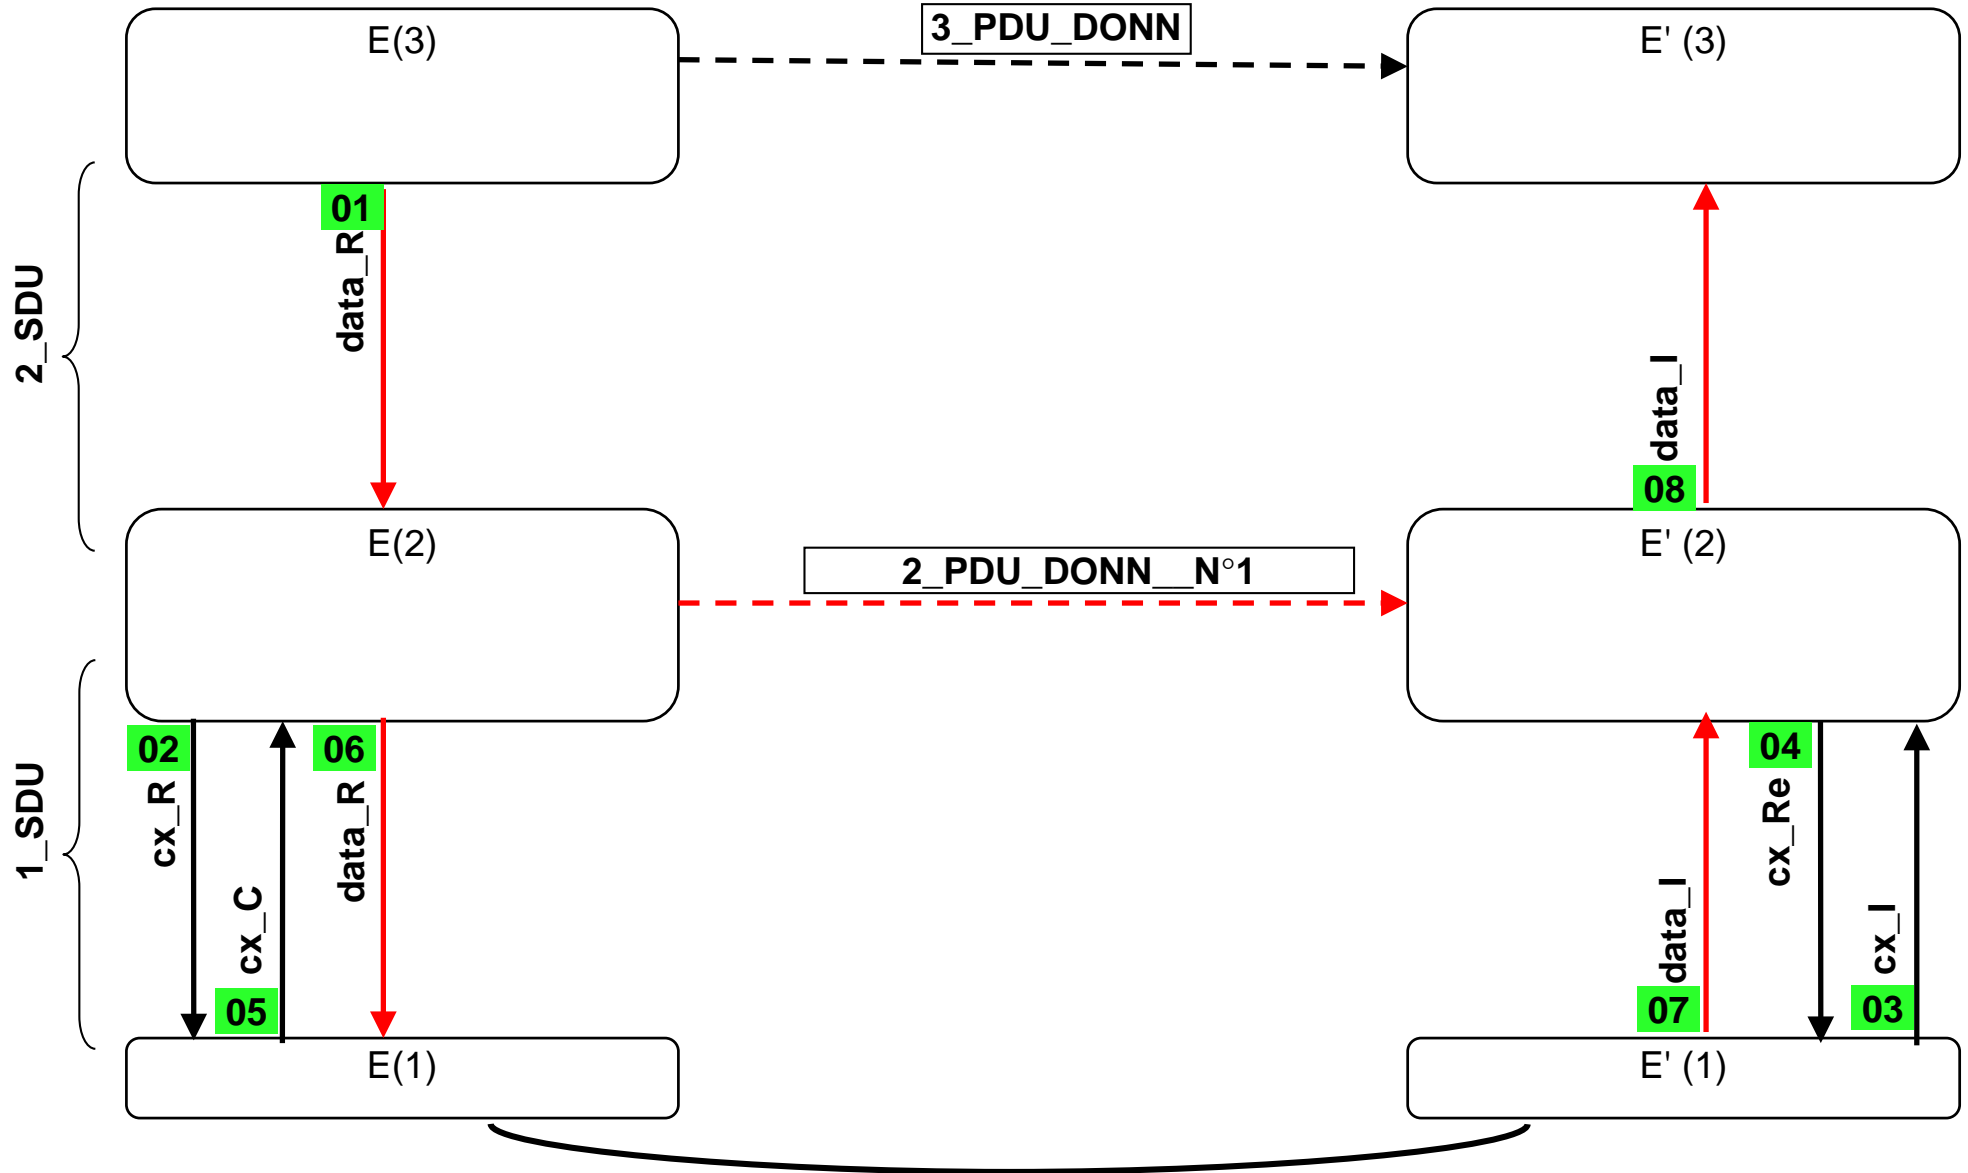 E(3)
3_PDU_DONN
E' (3)
01
data_R
2_SDU
data_I
08
E(2)
2_PDU_DONN__N°1
E' (2)
02
cx_R
06
data_R
04
cx_Re
1_SDU
cx_C
05
data_I
07
cx_I
03
E(1)
E' (1)